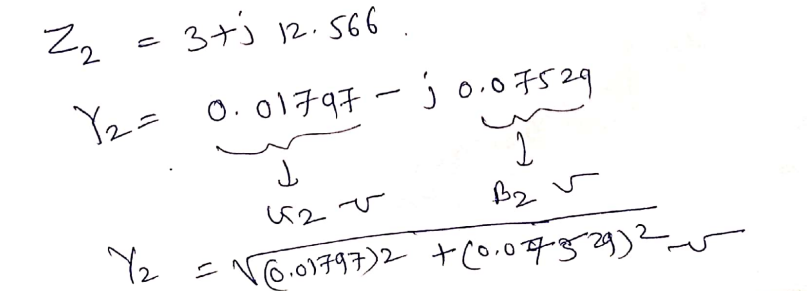 Z₂ = 3+j 12.566.
Y₂ = 0.01797 - j 0.07529
↓ ↓
G₂ ℧ B₂ ℧
Y₂ = √(0.01797)2 + (0.07529)² ℧